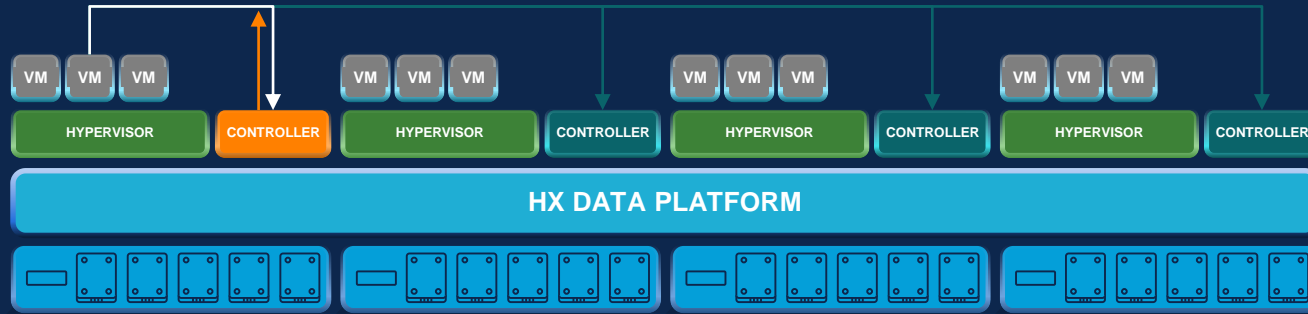 VM VM VM VM VM VM VM VM VM VM VM VM
HYPERVISOR CONTROLLER HYPERVISOR CONTROLLER HYPERVISOR CONTROLLER HYPERVISOR CONTROLLER
HX DATA PLATFORM